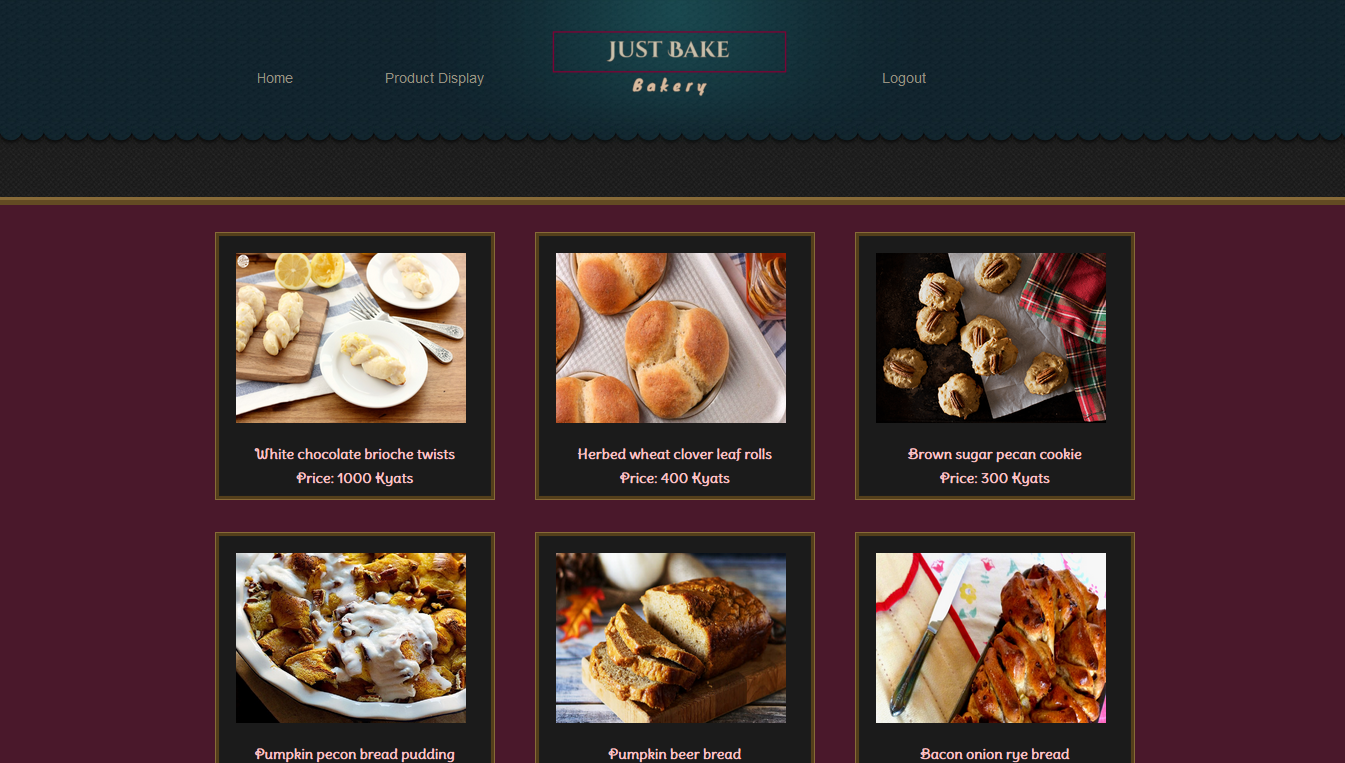 JUST BAKE
Bakery
Home
Product Display
Logout
White chocolate brioche twists
Price: 1000 Kyats
Herbed wheat clover leaf rolls
Price: 400 Kyats
Brown sugar pecan cookie
Price: 300 Kyats
Pumpkin pecon bread pudding
Pumpkin beer bread
Bacon onion rye bread